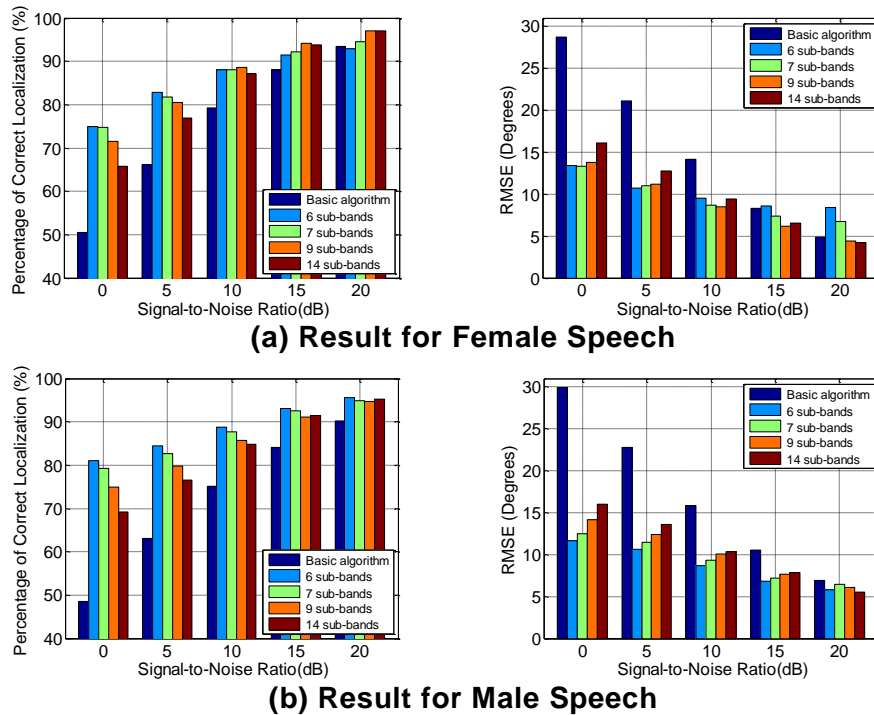 100
90
80
70
60
50
40
Percentage of Correct Localization (%)
0 5 10 15 20
Signal-to-Noise Ratio(dB)
Basic algorithm
6 sub-bands
7 sub-bands
9 sub-bands
14 sub-bands
30
25
20
15
10
5
0
RMSE (Degrees)
0 5 10 15 20
Signal-to-Noise Ratio(dB)
Basic algorithm
6 sub-bands
7 sub-bands
9 sub-bands
14 sub-bands
(a) Result for Female Speech
100
90
80
70
60
50
40
Percentage of Correct Localization (%)
0 5 10 15 20
Signal-to-Noise Ratio(dB)
Basic algorithm
6 sub-bands
7 sub-bands
9 sub-bands
14 sub-bands
30
25
20
15
10
5
0
RMSE (Degrees)
0 5 10 15 20
Signal-to-Noise Ratio(dB)
Basic algorithm
6 sub-bands
7 sub-bands
9 sub-bands
14 sub-bands
(b) Result for Male Speech